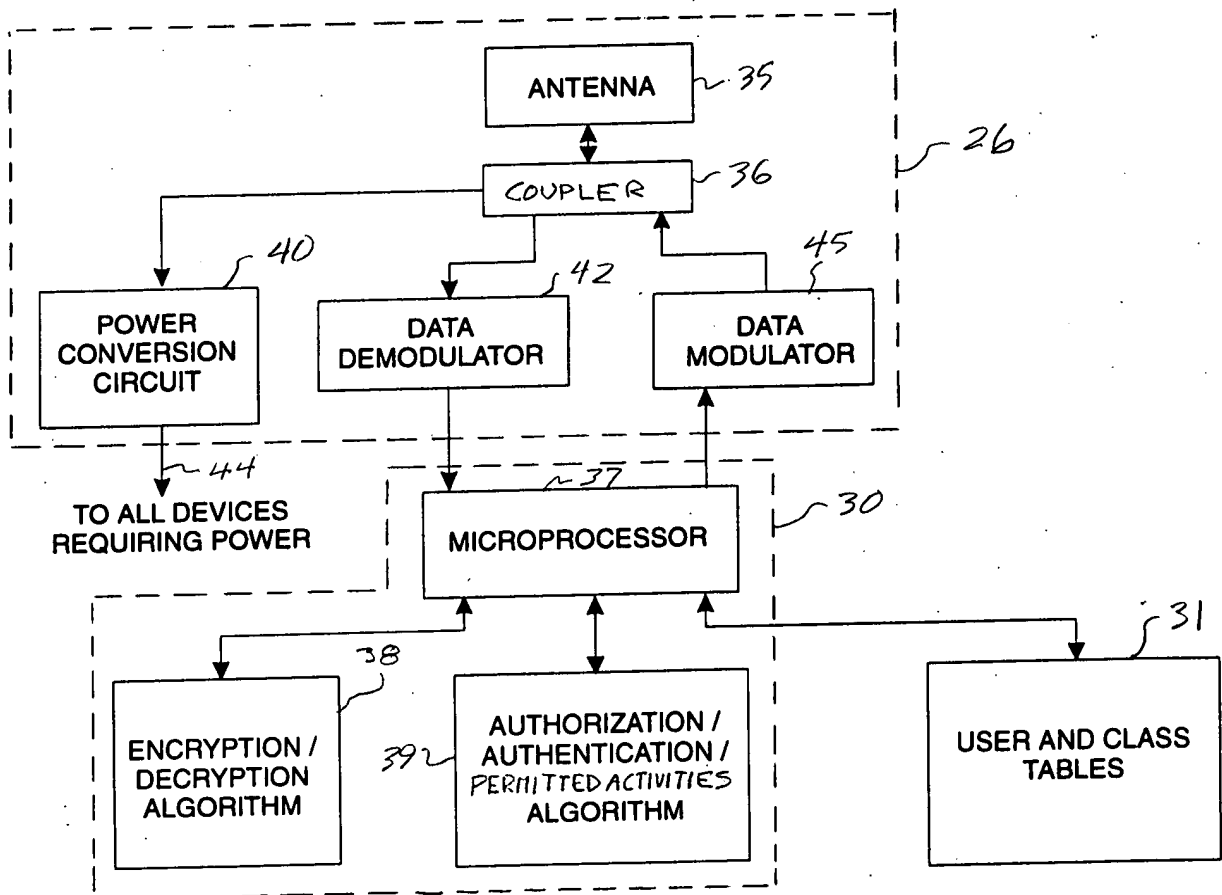 ANTENNA
35
26
COUPLER
36
40
42
45
POWER
CONVERSION
CIRCUIT
DATA
DEMODULATOR
DATA
MODULATOR
44
TO ALL DEVICES
REQUIRING POWER
37
MICROPROCESSOR
30
31
38
ENCRYPTION /
DECRYPTION
ALGORITHM
39
AUTHORIZATION /
AUTHENTICATION /
PERMITTED ACTIVITIES
ALGORITHM
USER AND CLASS
TABLES